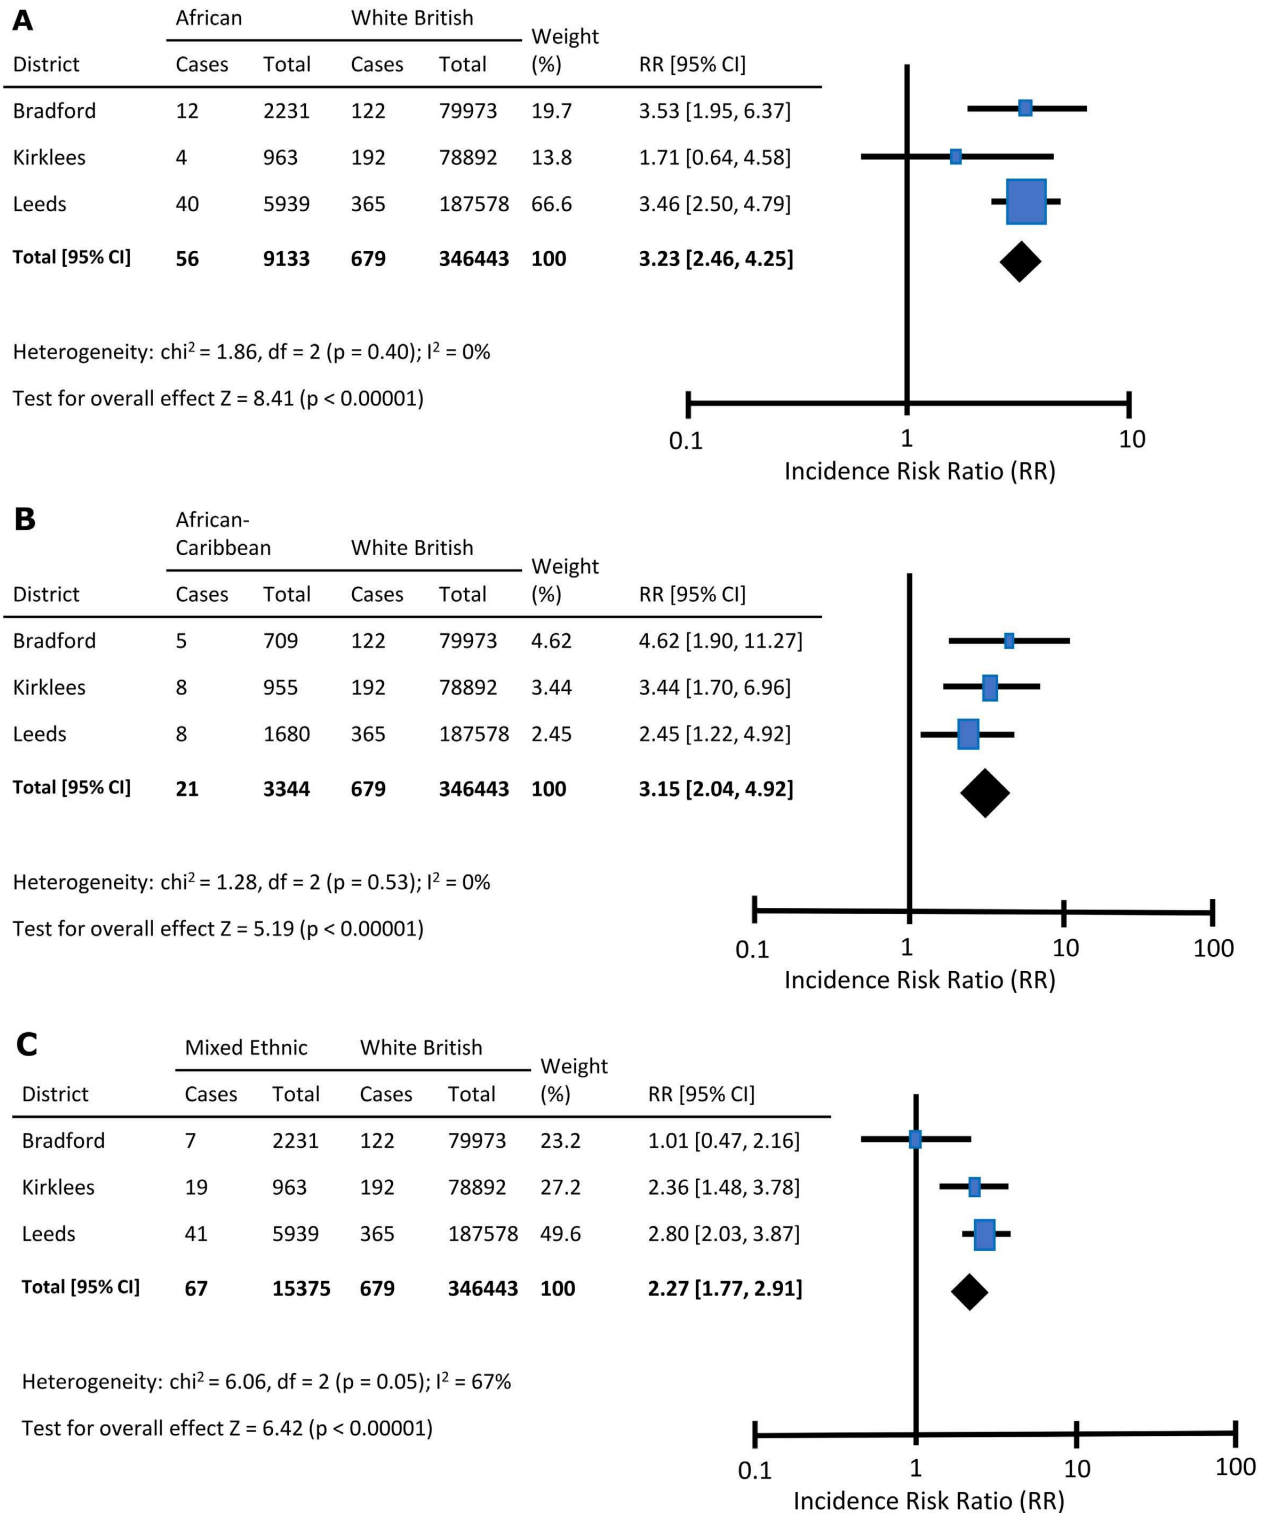 A
African White British
Weight
District Cases Total Cases Total (%) RR [95% CI]
Bradford 12 2231 122 79973 19.7 3.53 [1.95, 6.37]
Kirklees 4 963 192 78892 13.8 1.71 [0.64, 4.58]
Leeds 40 5939 365 187578 66.6 3.46 [2.50, 4.79]
Total [95% CI] 56 9133 679 346443 100 3.23 [2.46, 4.25]
Heterogeneity: chi² = 1.86, df = 2 (p = 0.40); I² = 0%
Test for overall effect Z = 8.41 (p < 0.00001)
0.1 1 10
Incidence Risk Ratio (RR)
B
African-
Caribbean White British
Weight
District Cases Total Cases Total (%) RR [95% CI]
Bradford 5 709 122 79973 4.62 4.62 [1.90, 11.27]
Kirklees 8 955 192 78892 3.44 3.44 [1.70, 6.96]
Leeds 8 1680 365 187578 2.45 2.45 [1.22, 4.92]
Total [95% CI] 21 3344 679 346443 100 3.15 [2.04, 4.92]
Heterogeneity: chi² = 1.28, df = 2 (p = 0.53); I² = 0%
Test for overall effect Z = 5.19 (p < 0.00001)
0.1 1 10 100
Incidence Risk Ratio (RR)
C
Mixed Ethnic White British
Weight
District Cases Total Cases Total (%) RR [95% CI]
Bradford 7 2231 122 79973 23.2 1.01 [0.47, 2.16]
Kirklees 19 963 192 78892 27.2 2.36 [1.48, 3.78]
Leeds 41 5939 365 187578 49.6 2.80 [2.03, 3.87]
Total [95% CI] 67 15375 679 346443 100 2.27 [1.77, 2.91]
Heterogeneity: chi² = 6.06, df = 2 (p = 0.05); I² = 67%
Test for overall effect Z = 6.42 (p < 0.00001)
0.1 1 10 100
Incidence Risk Ratio (RR)